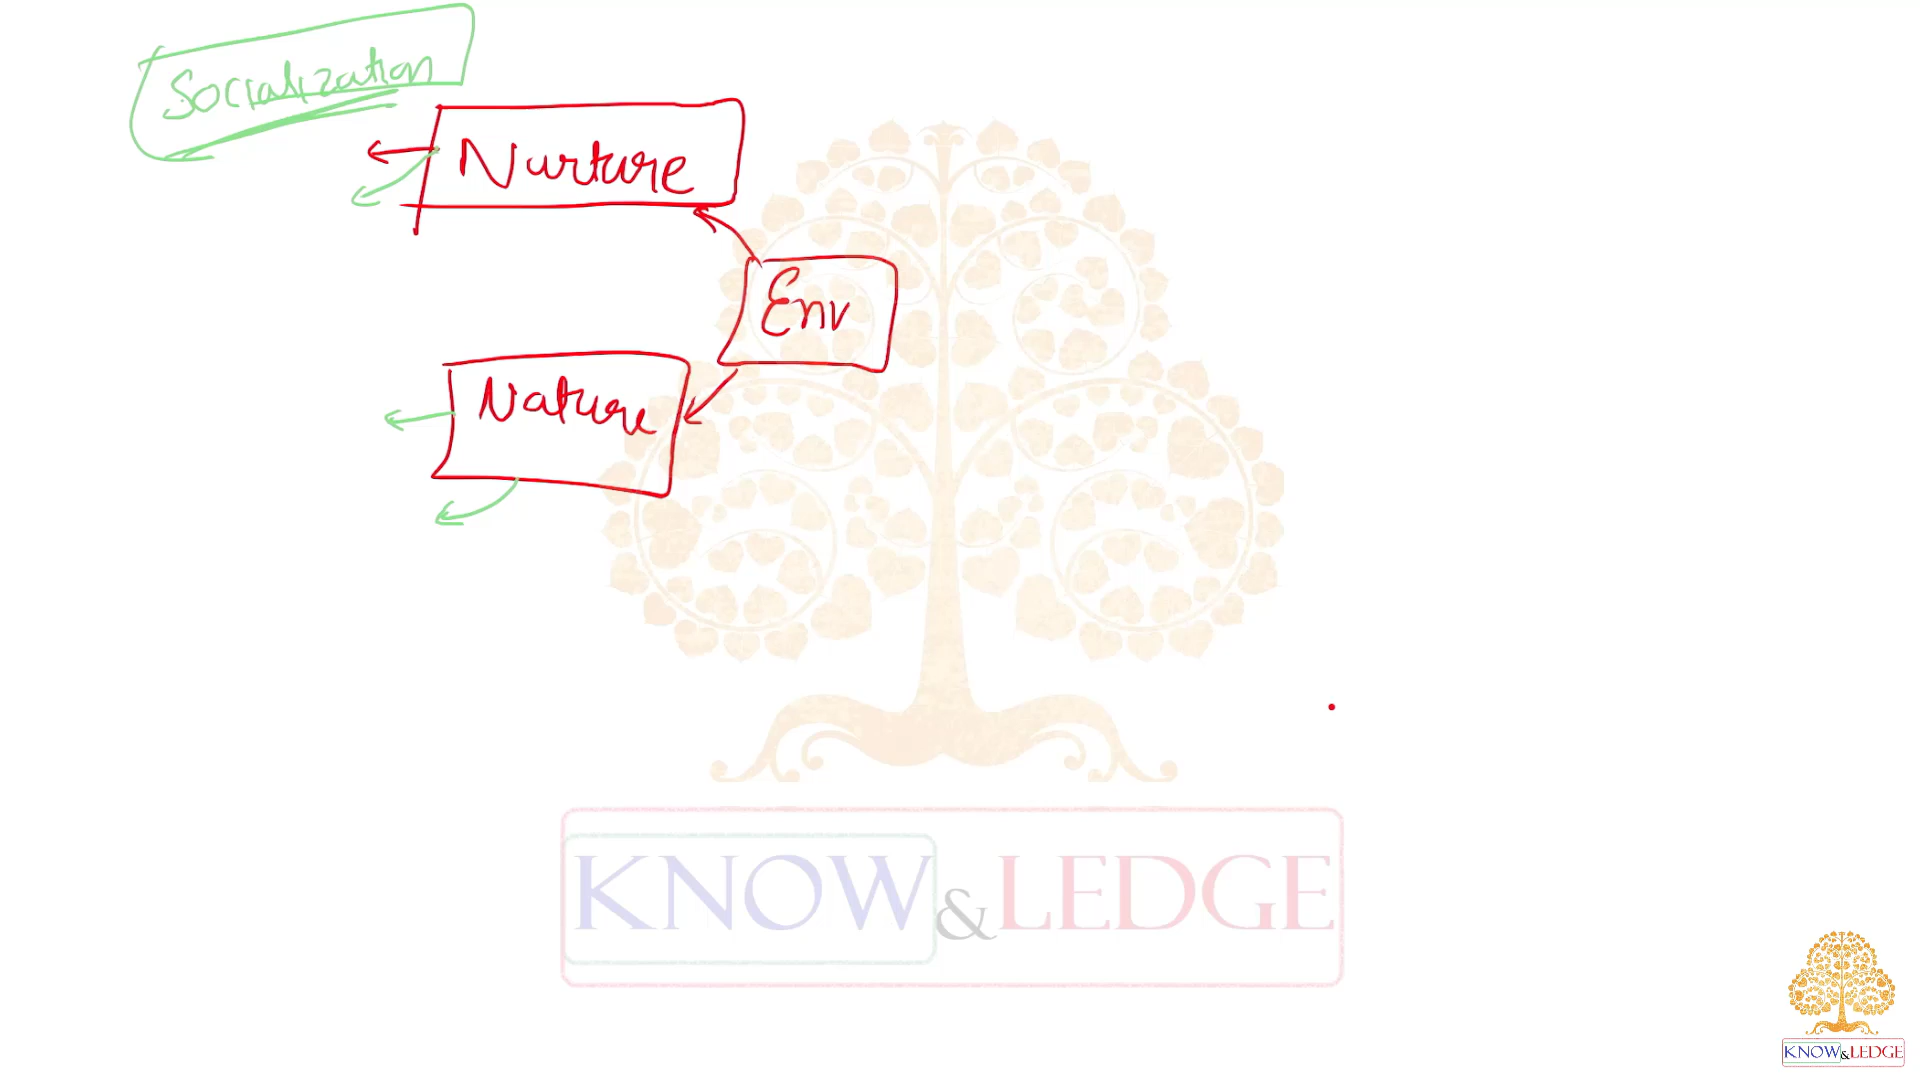 Socialization
Nurture
Env
Nature
KNOW&LEDGE
KNOW&LEDGE